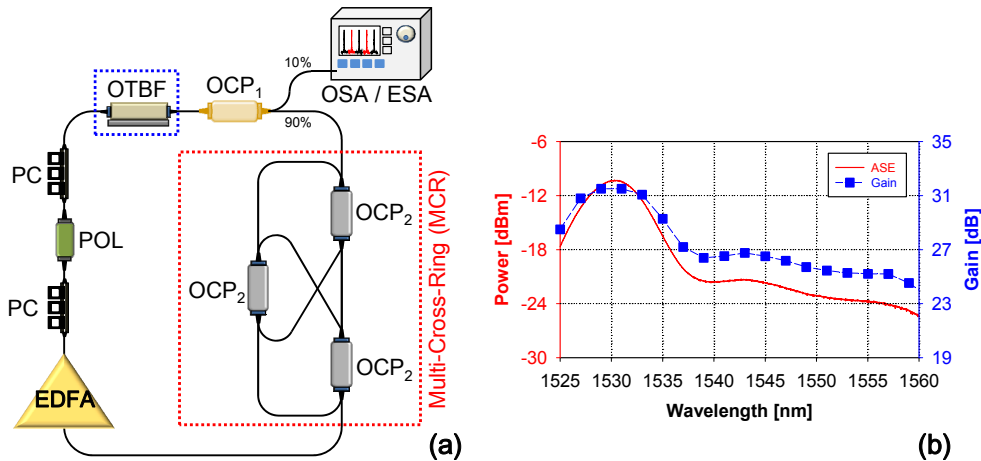 10%
OSA / ESA
OTBF
OCP1
90%
PC
POL
PC
EDFA
OCP2
OCP2
OCP2
Multi-Cross-Ring (MCR)
(a)
Power [dBm]
-6
-12
-18
-24
-30
ASE
Gain
35
31
27
23
19
Gain [dB]
1525 1530 1535 1540 1545 1550 1555 1560
Wavelength [nm]
(b)